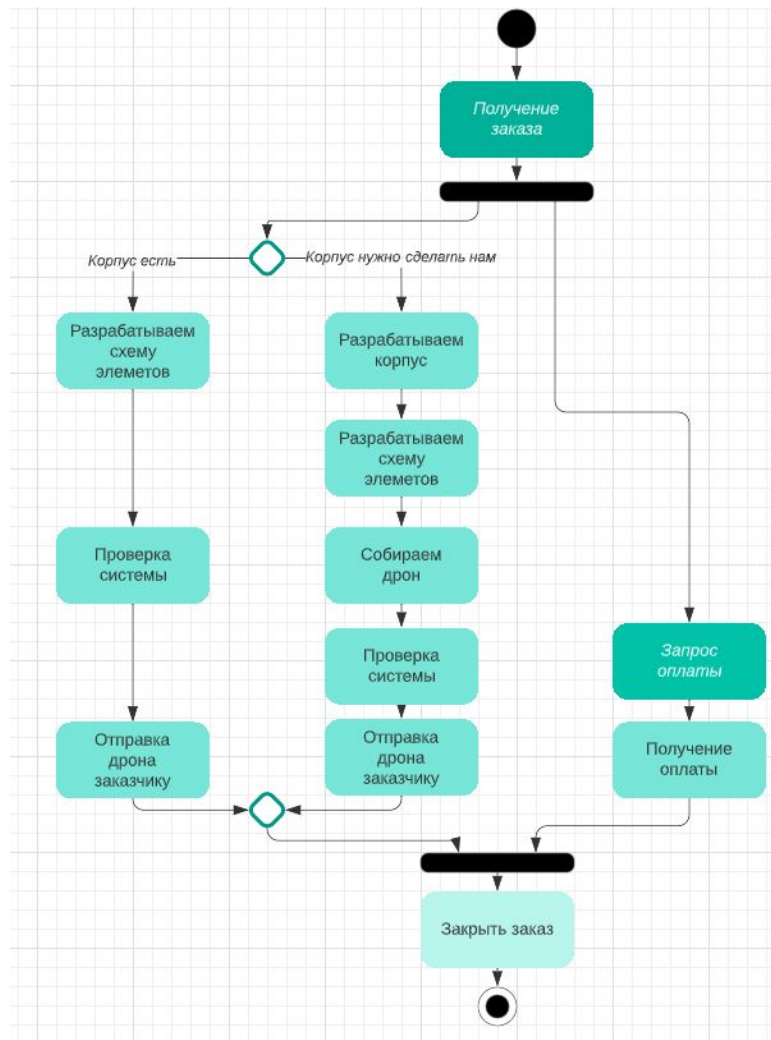 Получение
заказа
Корпус есть
Корпус нужно сделать нам
Разрабатываем
схему
элеметов
Разрабатываем
корпус
Разрабатываем
схему
элеметов
Проверка
системы
Собираем
дрон
Запрос
оплаты
Проверка
системы
Отправка
дрона
заказчику
Отправка
дрона
заказчику
Получение
оплаты
Закрыть заказ